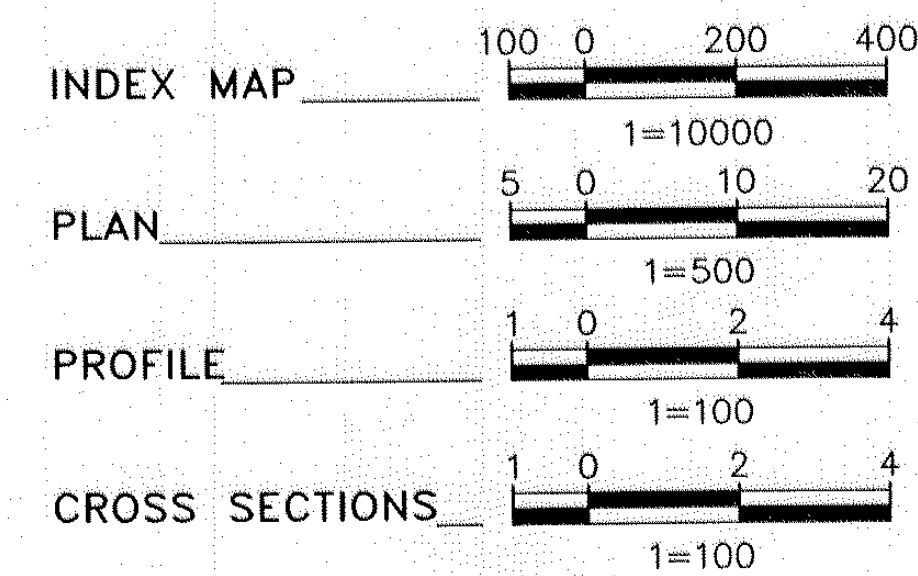 100 0 200 400
INDEX MAP
1=10000
5 0 10 20
PLAN
1=500
1 0 2 4
PROFILE
1=100
1 0 2 4
CROSS SECTIONS
1=100